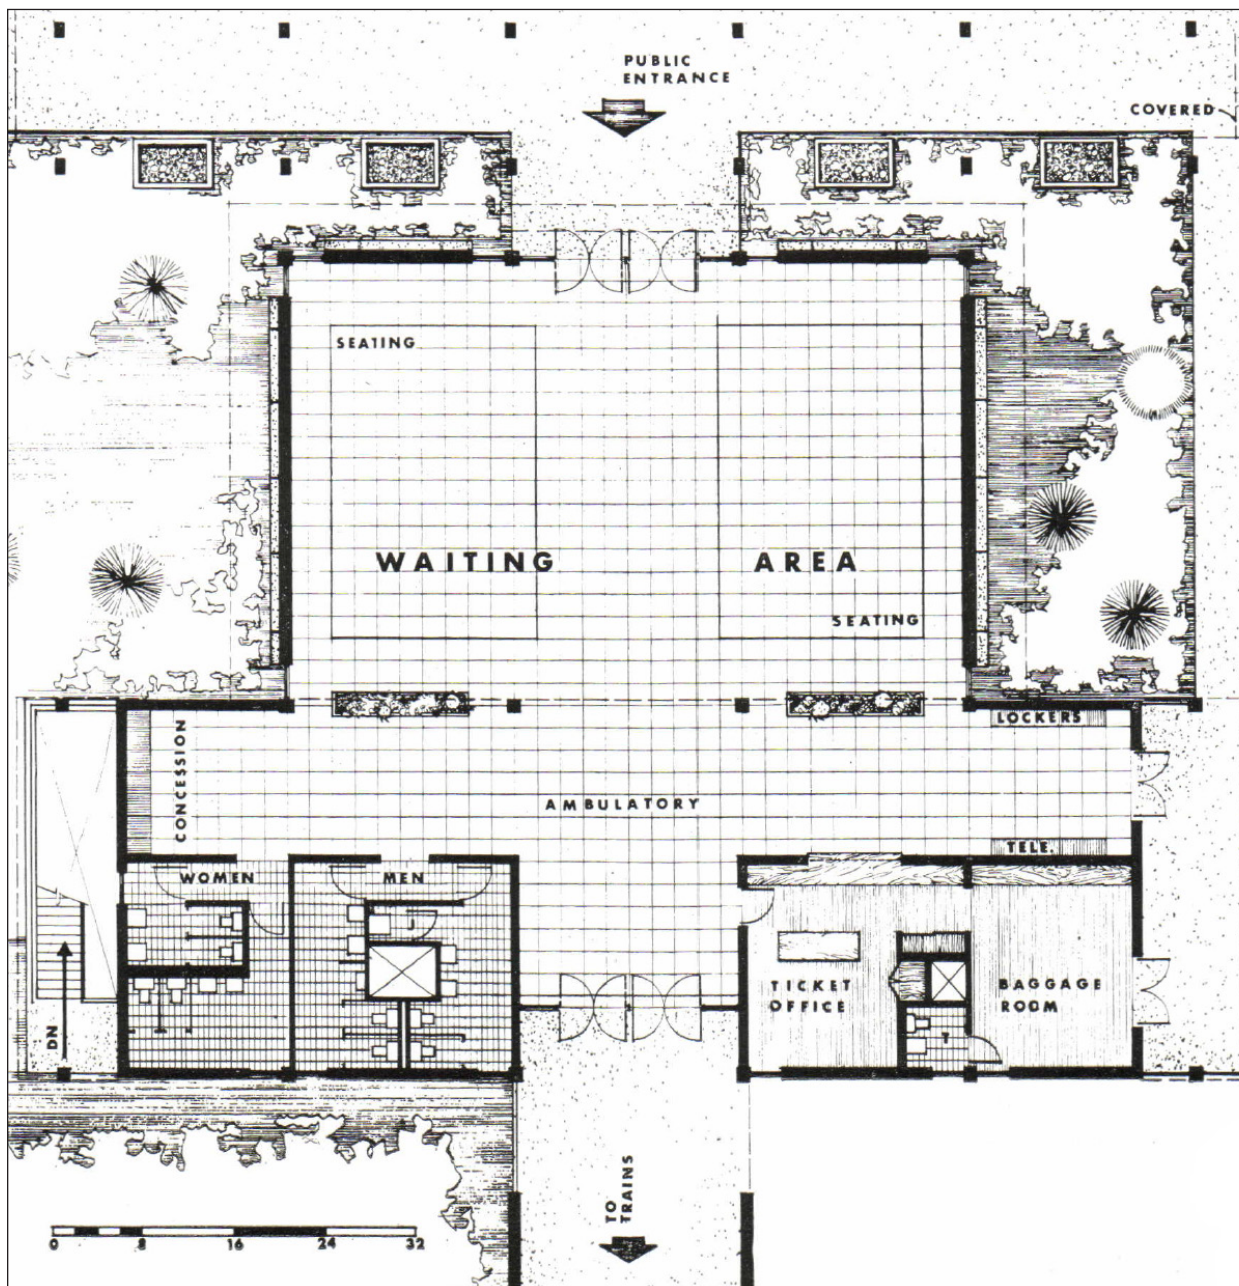 PUBLIC
ENTRANCE
COVERED
SEATING
WAITING AREA
SEATING
CONCESSION
LOCKERS
AMBULATORY
TELE.
WOMEN
MEN
J
TICKET
OFFICE
BAGGAGE
ROOM
T
DN
TO
TRAINS
0 8 16 24 32